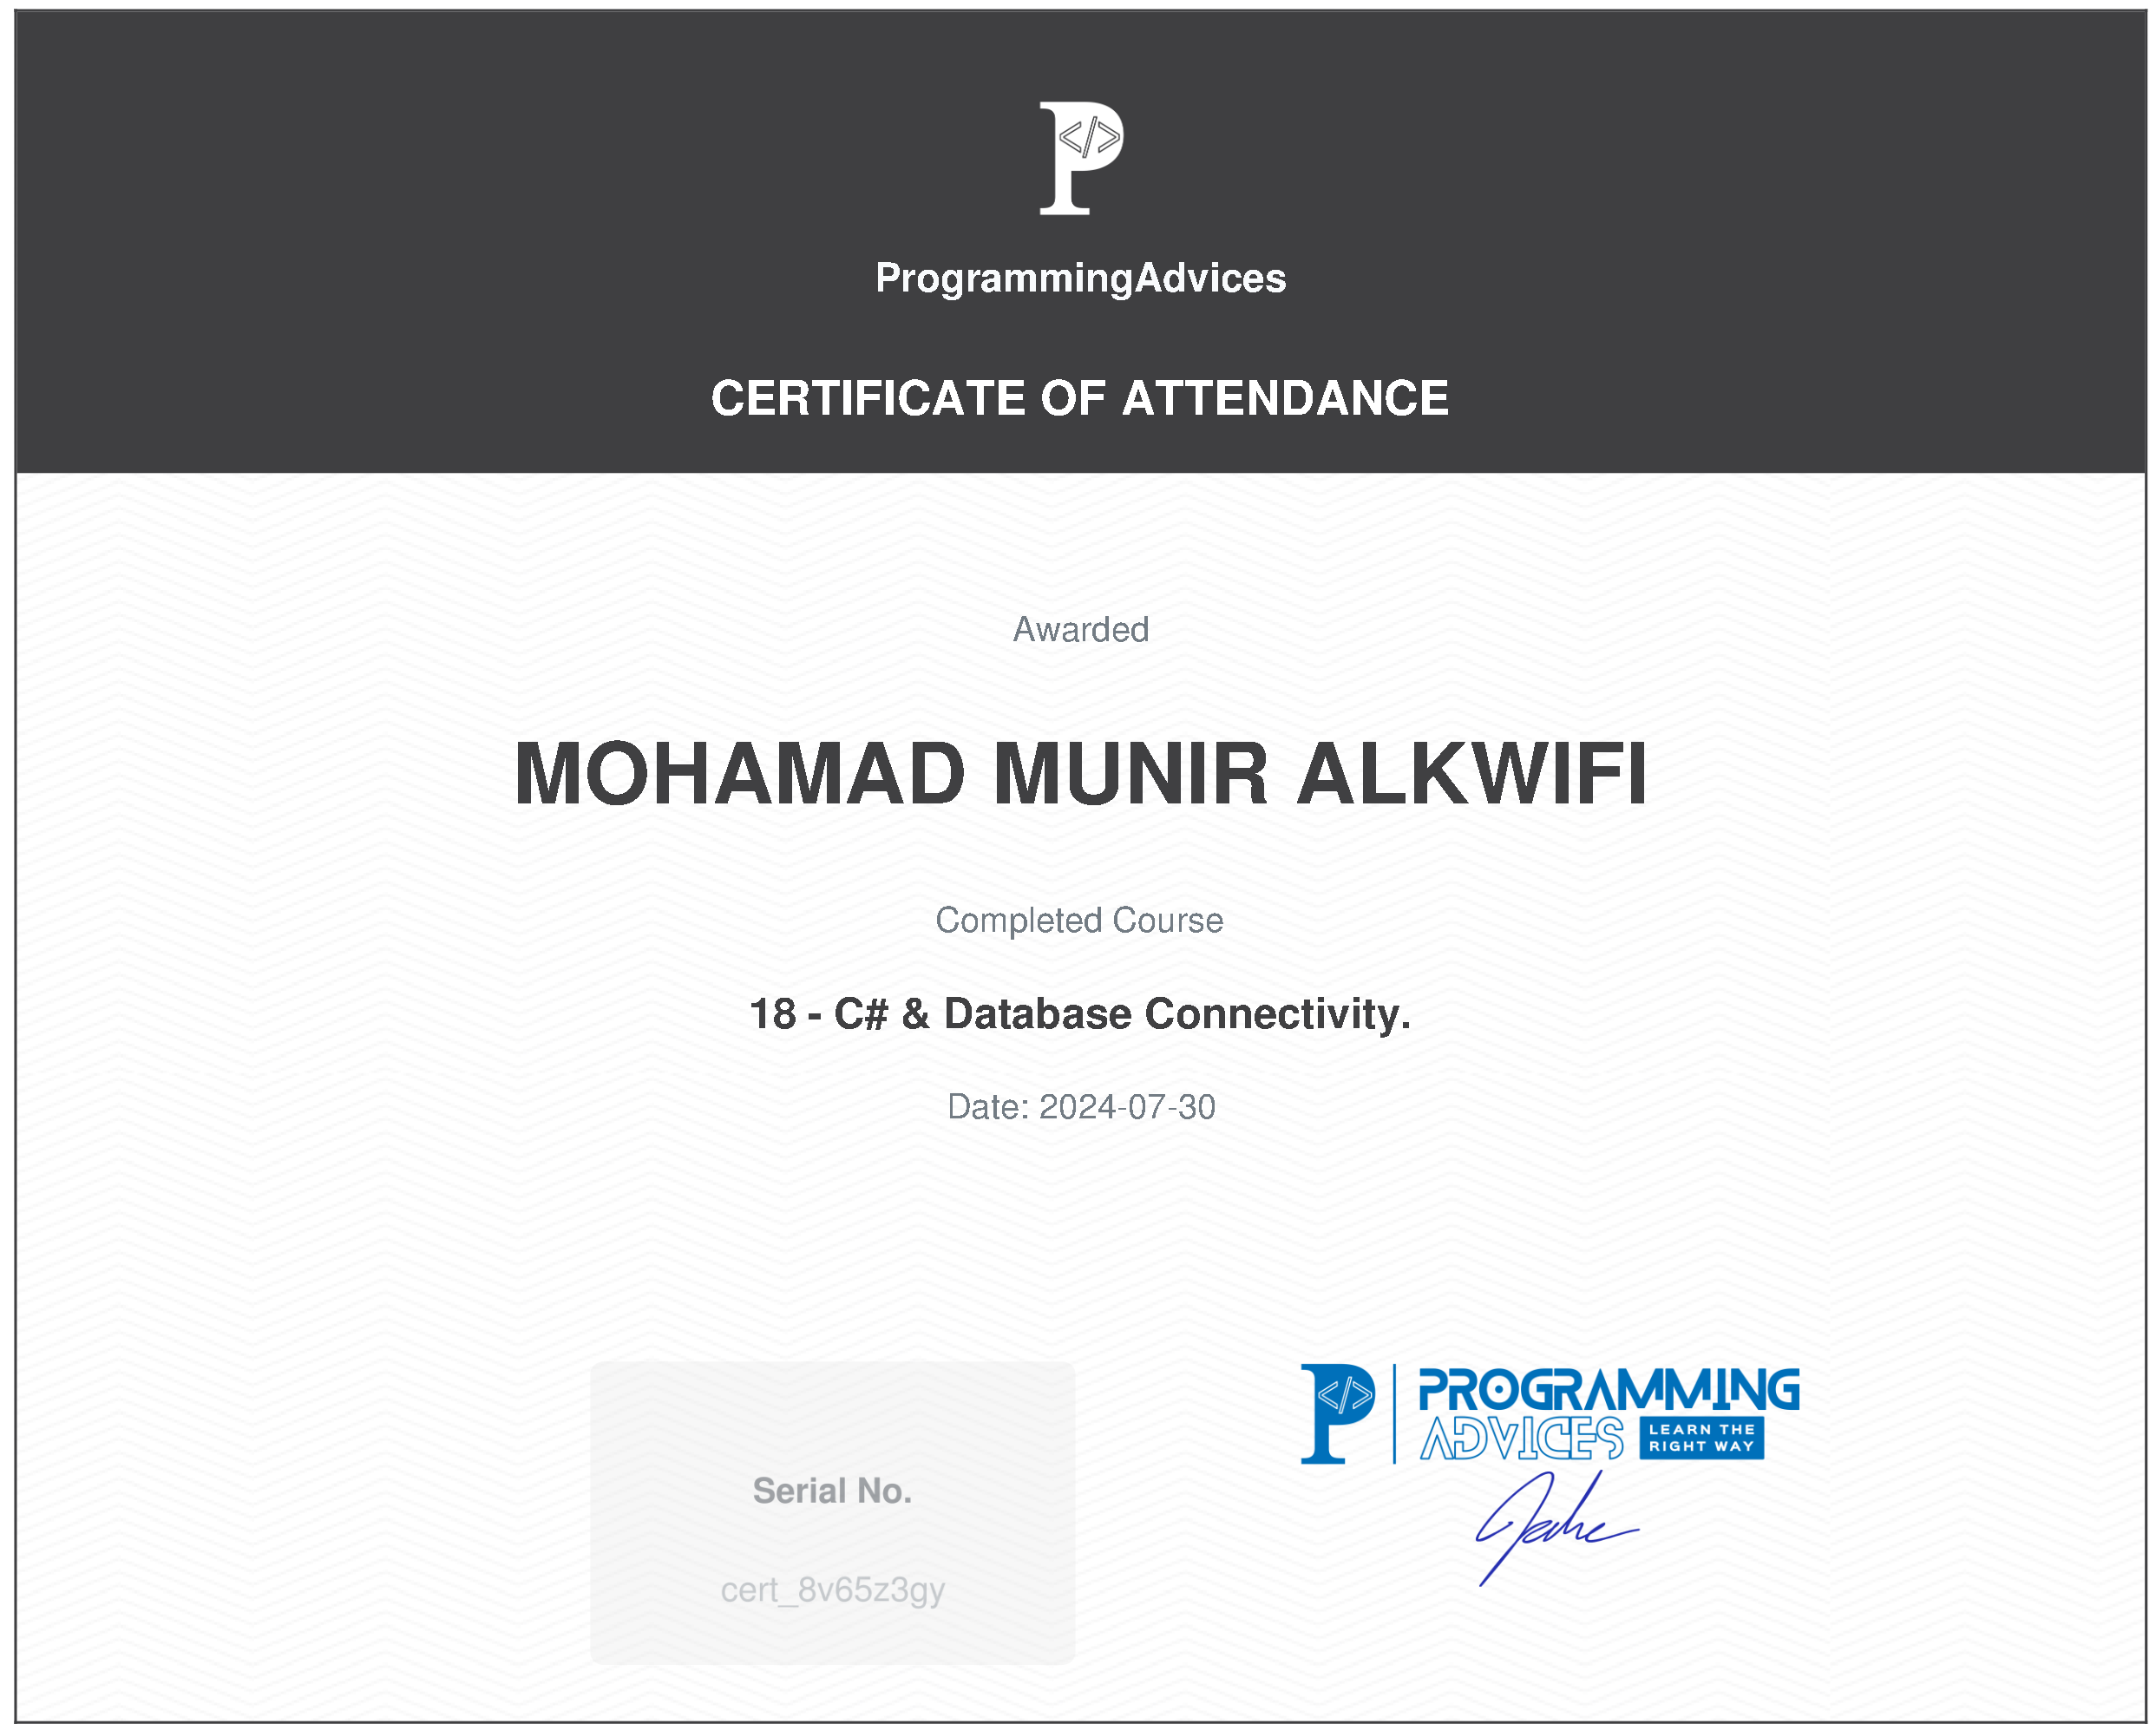 ProgrammingAdvices
CERTIFICATE OF ATTENDANCE
Awarded
MOHAMAD MUNIR ALKWIFI
Completed Course
18 - C# & Database Connectivity.
Date: 2024-07-30
Serial No.
cert_8v65z3gy
P </> PROGRAMMING
ADVICES LEARN THE
RIGHT WAY